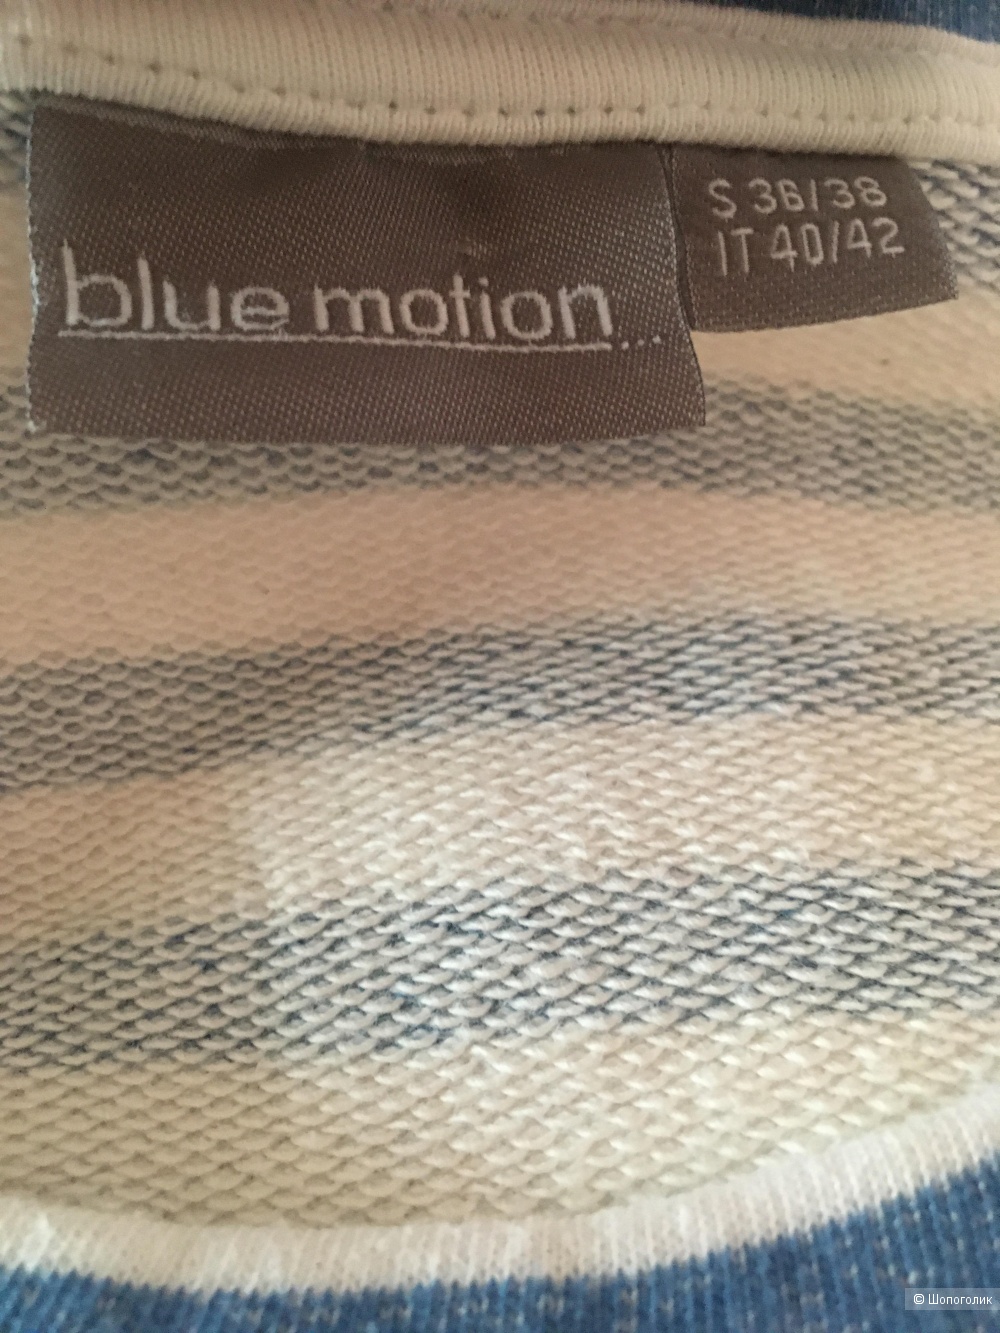 blue motion...
S 36/38
IT 40/42
© Шопоголик